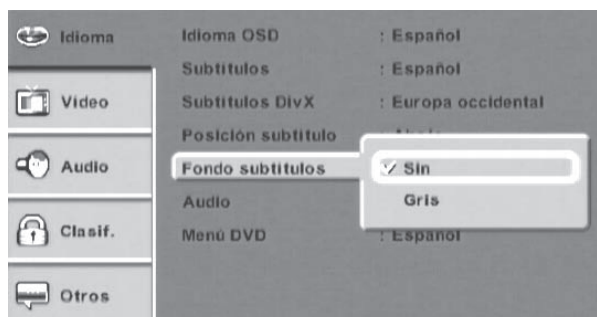 Idioma
Video
Audio
Clasif.
Otros
Idioma OSD : Español
Subtitulos : Español
Subtitulos DivX : Europa occidental
Posición subtitulo :
Fondo subtitulos
Sin
Gris
Audio
Menú DVD : Español